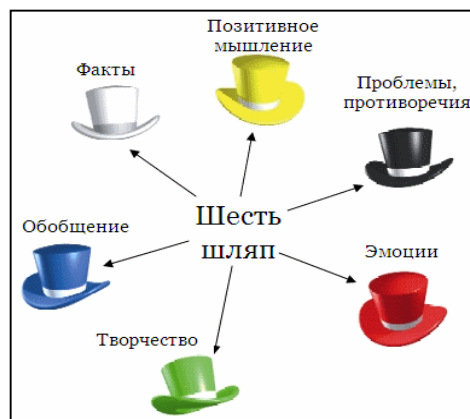 Позитивное
мышление
Факты
Проблемы,
противоречия
Шесть
шляп
Обобщение
Эмоции
Творчество